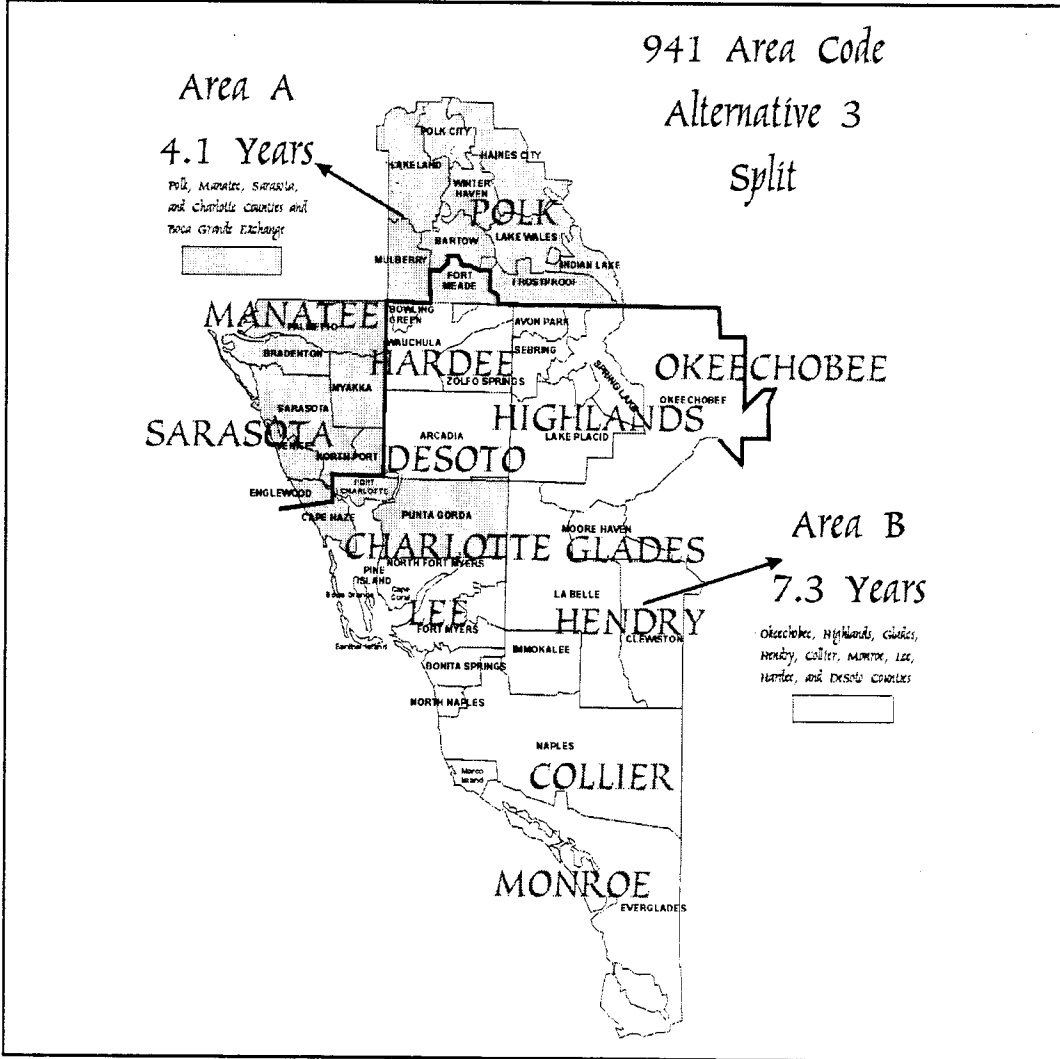 941 Area Code
Alternative 3
Split
Area A
4.1 Years
Polk, Manatee, Sarasota,
and Charlotte Counties and
Boca Grande Exchange
POLK CITY
LAKELAND
HAINES CITY
WINTER
HAVEN
POLK
LAKE WALES
BARTOW
MULBERRY
INDIAN LAKE
FORT
MEADE
FROSTPROOF
MANATEE
PALMETTO
BOWLING
GREEN
AVON PARK
WAUCHULA
BRADENTON
HARDEE
SEBRING
OKEECHOBEE
ZOLFO SPRINGS
SPRING LAKE
MYAKKA
OKEECHOBEE
SARASOTA
HIGHLANDS
SARASOTA
ARCADIA
LAKE PLACID
VENICE
NORTH PORT
DESOTO
PORT
CHARLOTTE
ENGLEWOOD
CAPE HAZE
PUNTA GORDA
MOORE HAVEN
Area B
CHARLOTTE
GLADES
NORTH FORT MYERS
PINE
ISLAND
Cape
Coral
Boca Grande
LA BELLE
7.3 Years
LEE
HENDRY
FORT MYERS
CLEWISTON
Sanibel Island
IMMOKALEE
Okeechobee, Highlands, Glades,
Hendry, Collier, Monroe, Lee,
Hardee, and DeSoto Counties
BONITA SPRINGS
NORTH NAPLES
NAPLES
Marco
Island
COLLIER
MONROE
EVERGLADES